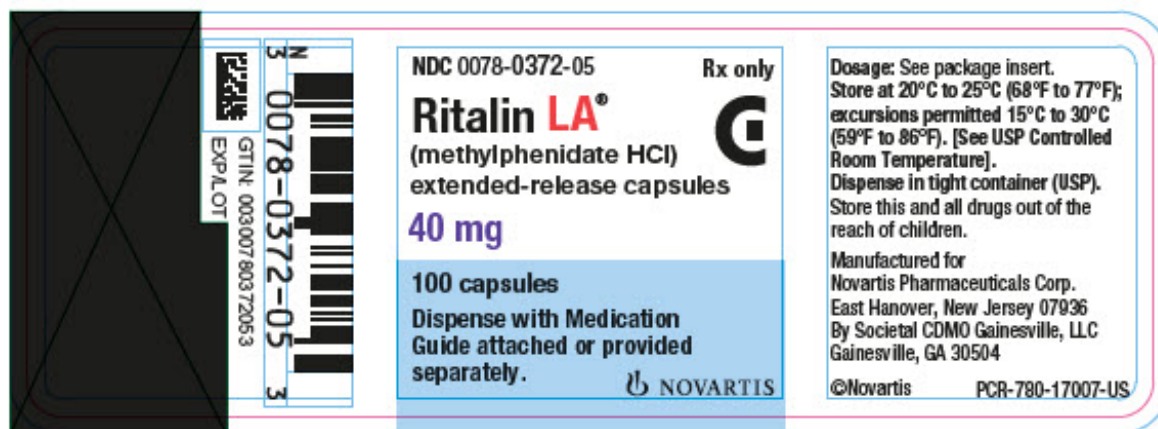 GTIN: 00300780372053
EXP/LOT
N
3 0078-0372-05 3
NDC 0078-0372-05 Rx only
Ritalin LA®
(methylphenidate HCl)
extended-release capsules
40 mg
CII
100 capsules
Dispense with Medication
Guide attached or provided
separately.
NOVARTIS
Dosage: See package insert.
Store at 20°C to 25°C (68°F to 77°F);
excursions permitted 15°C to 30°C
(59°F to 86°F). [See USP Controlled
Room Temperature].
Dispense in tight container (USP).
Store this and all drugs out of the
reach of children.
Manufactured for
Novartis Pharmaceuticals Corp.
East Hanover, New Jersey 07936
By Societal CDMO Gainesville, LLC
Gainesville, GA 30504
©Novartis PCR-780-17007-US